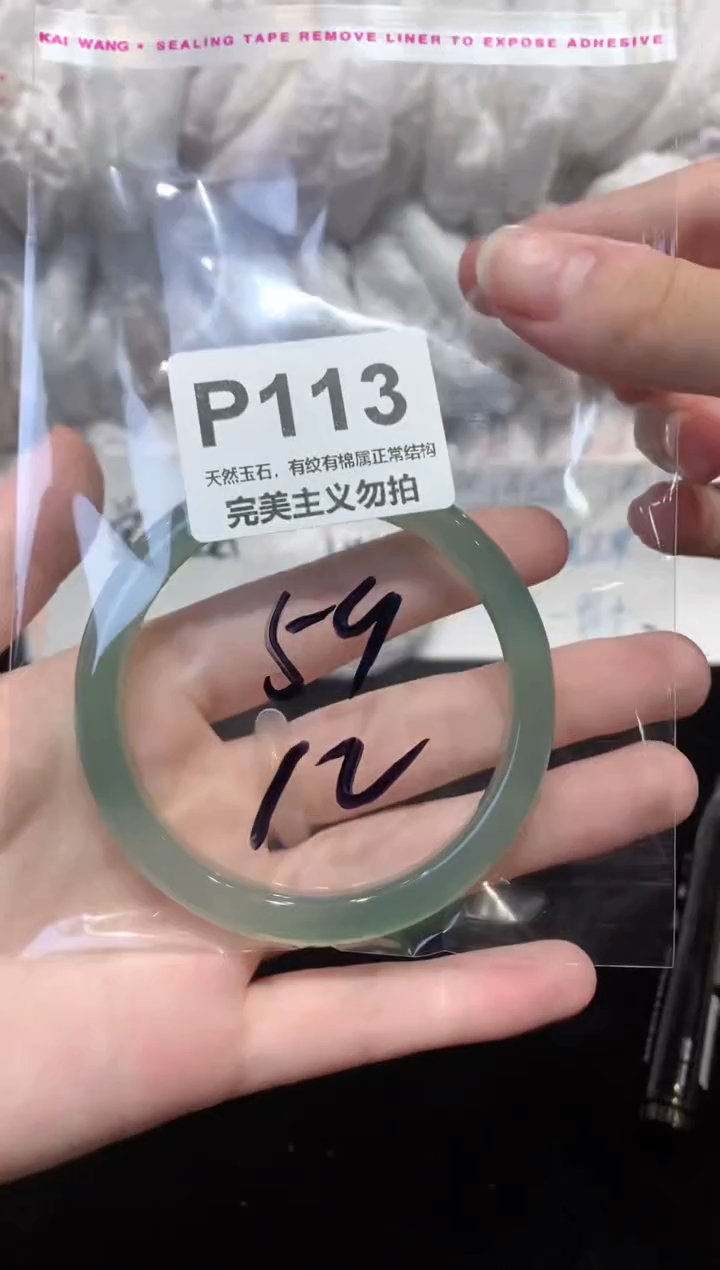 KAI WANG • SEALING TAPE REMOVE LINER TO EXPOSE ADHESIVE
P113
天然玉石，有纹有棉属正常结构
完美主义勿拍
59
12